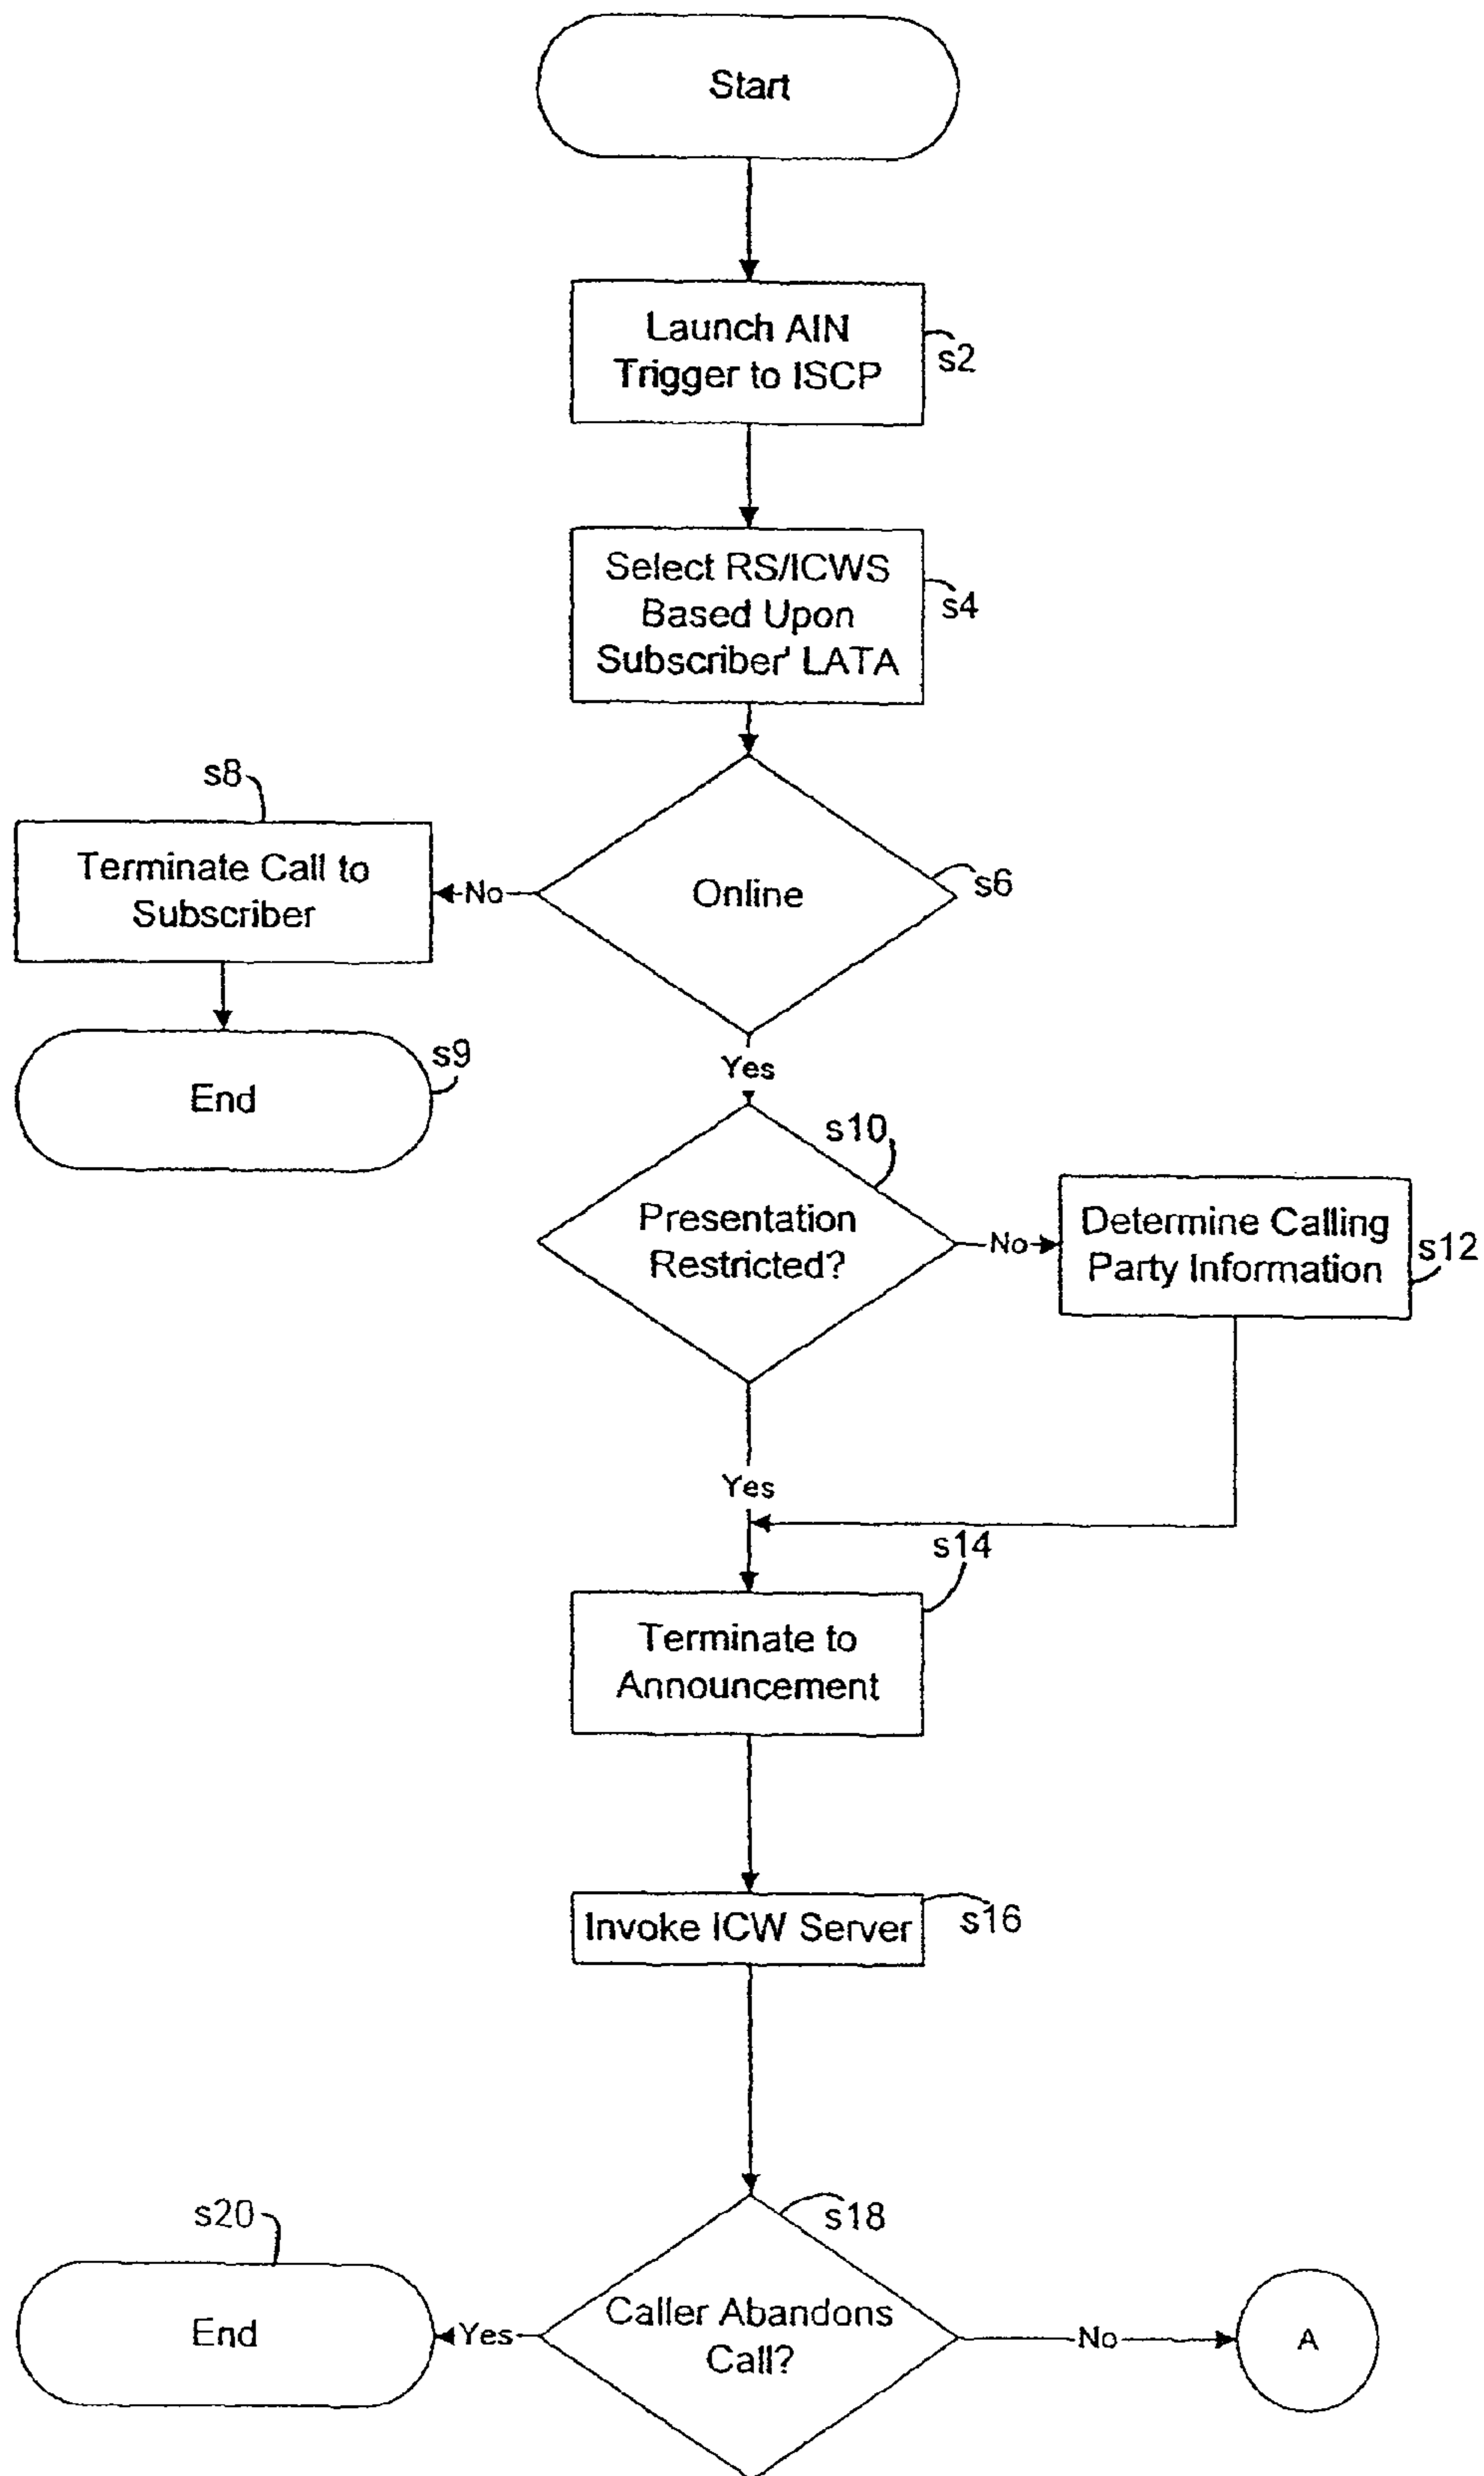 Start
Launch AIN
Trigger to ISCP
s2
Select RS/ICWS
Based Upon
Subscriber' LATA
s4
s8
Terminate Call to
Subscriber
No
Online
s6
End
s9
Yes
s10
Presentation
Restricted?
No
Determine Calling
Party Information
s12
Yes
s14
Terminate to
Announcement
Invoke ICW Server
s16
s20
End
Yes
s18
Caller Abandons
Call?
No
A